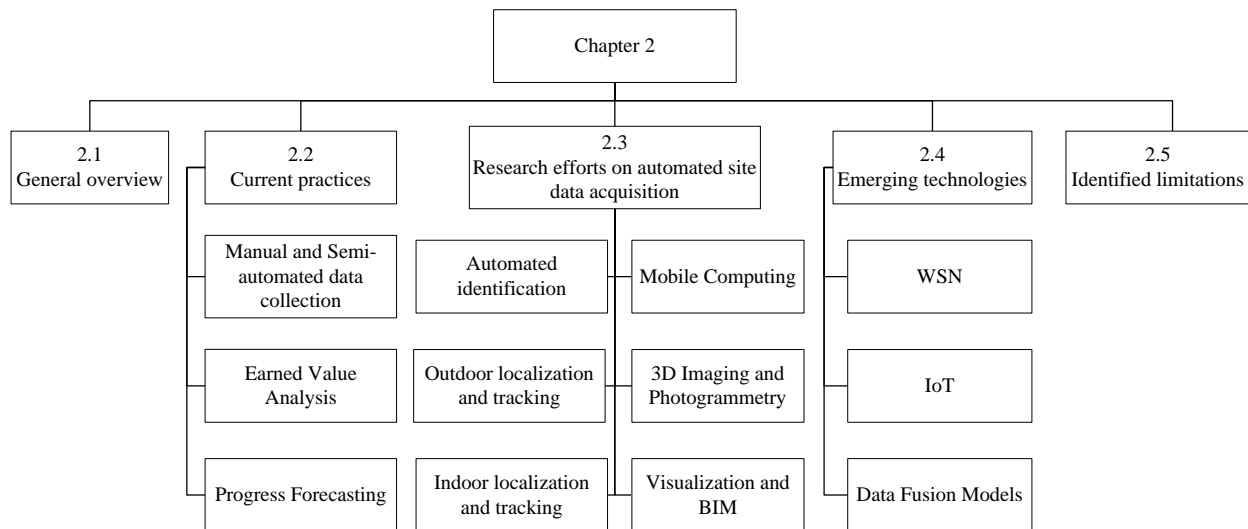 Chapter 2
2.1
General overview
2.2
Current practices
2.3
Research efforts on automated site
data acquisition
2.4
Emerging technologies
2.5
Identified limitations
Manual and Semi-
automated data
collection
Earned Value
Analysis
Progress Forecasting
Automated
identification
Mobile Computing
Outdoor localization
and tracking
3D Imaging and
Photogrammetry
Indoor localization
and tracking
Visualization and
BIM
WSN
IoT
Data Fusion Models